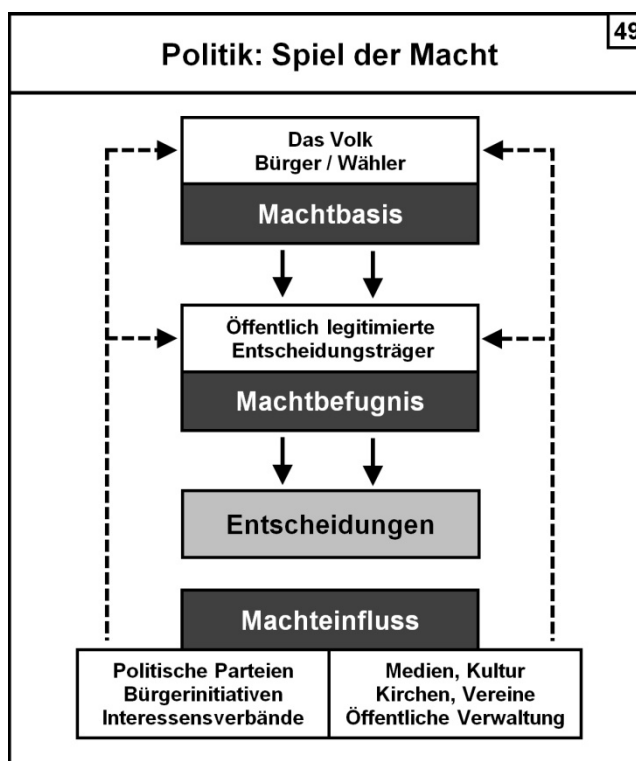 49
Politik: Spiel der Macht
Das Volk
Bürger / Wähler
Machtbasis
Öffentlich legitimierte
Entscheidungsträger
Machtbefugnis
Entscheidungen
Machteinfluss
Politische Parteien
Bürgerinitiativen
Interessensverbände
Medien, Kultur
Kirchen, Vereine
Öffentliche Verwaltung